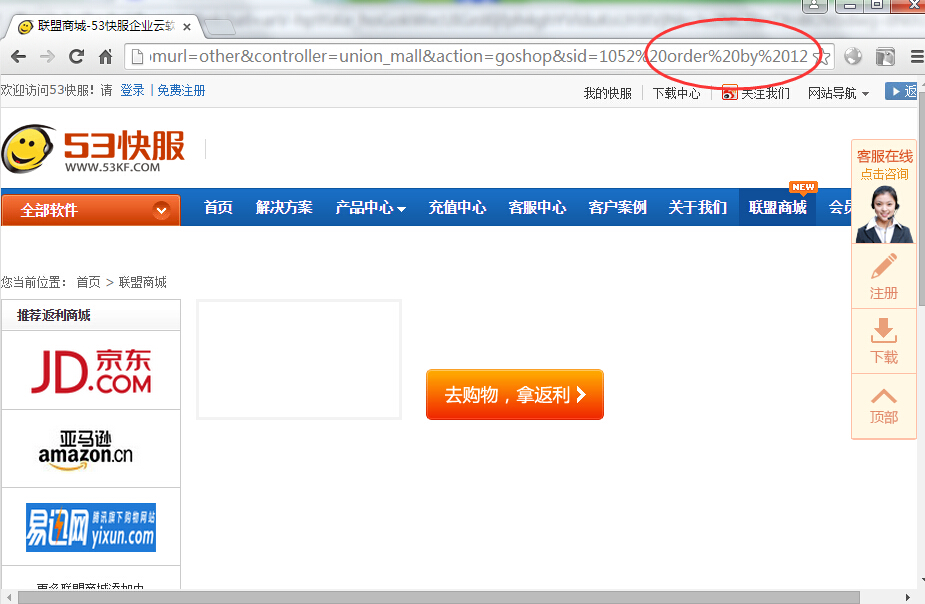 联盟商城-53快服企业云软
omurl=other&controller=union_mall&action=goshop&sid=1052%20order%20by%2012
欢迎访问53快服！请 登录 | 免费注册
我的快服 下载中心 关注我们 网站导航 返
53快服
WWW.53KF.COM
客服在线
点击咨询
NEW
全部软件 首页 解决方案 产品中心 充值中心 客服中心 客户案例 关于我们 联盟商城 会员
您当前位置： 首页 > 联盟商城
注册
推荐返利商城
下载
JD.京东
.COM
去购物，拿返利
顶部
亚马逊
amazon.cn
易迅网 腾讯旗下购物网站
yixun.com
更多联盟商城添加中